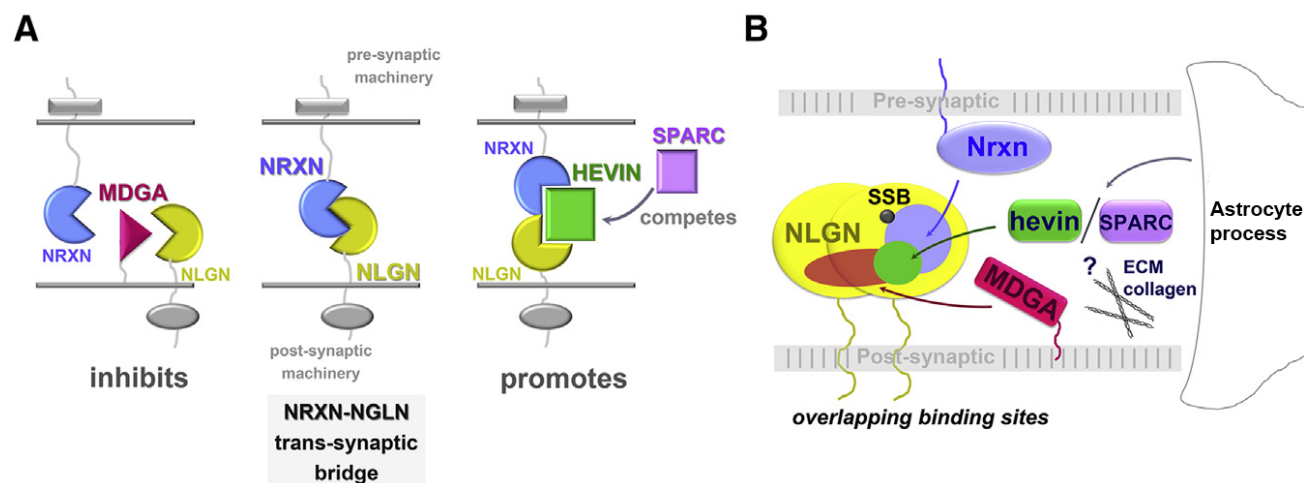 A
pre-synaptic
machinery
NRXN
MDGA
NRXN
NLGN
inhibits
NRXN
NLGN
post-synaptic
machinery
NRXN-NGLN
trans-synaptic
bridge
NRXN
HEVIN
SPARC
competes
NLGN
promotes
B
Pre-synaptic
Nrxn
SSB
NLGN
hevin
SPARC
Astrocyte
process
?
ECM
collagen
MDGA
Post-synaptic
overlapping binding sites